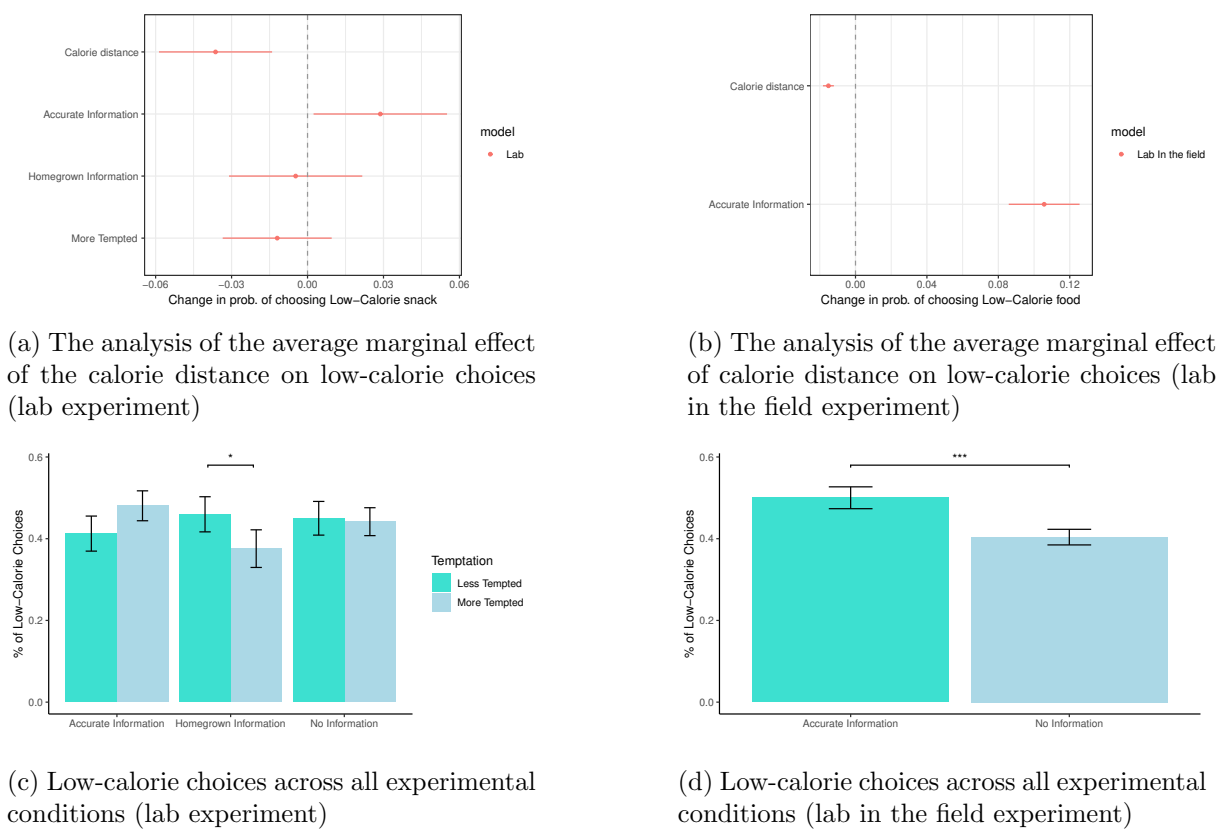 Calorie distance
Accurate Information
Homegrown Information
More Tempted
−0.06 −0.03 0.00 0.03 0.06
Change in prob. of choosing Low−Calorie snack
model
Lab
(a) The analysis of the average marginal effect
of the calorie distance on low-calorie choices
(lab experiment)
Calorie distance
Accurate Information
0.00 0.04 0.08 0.12
Change in prob. of choosing Low−Calorie food
model
Lab In the field
(b) The analysis of the average marginal effect
of calorie distance on low-calorie choices (lab
in the field experiment)
% of Low−Calorie Choices
0.6
0.4
0.2
0.0
*
Accurate Information Homegrown Information No Information
Temptation
Less Tempted
More Tempted
(c) Low-calorie choices across all experimental
conditions (lab experiment)
% of Low−Calorie Choices
0.6
0.4
0.2
0.0
***
Accurate Information No Information
(d) Low-calorie choices across all experimental
conditions (lab in the field experiment)